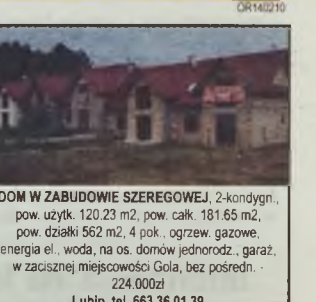 OR140210
DOM W ZABUDOWIE SZEREGOWEJ, 2-kondygn.,
pow. użytk. 120.23 m2, pow. całk. 181.65 m2,
pow. działki 562 m2, 4 pok., ogrzew. gazowe,
energia el., woda, na os. domów jednorodz., garaż,
w zacisznej miejscowości Gola, bez pośredn. -
224.000zł
Lubin, tel. 663 36 01 39